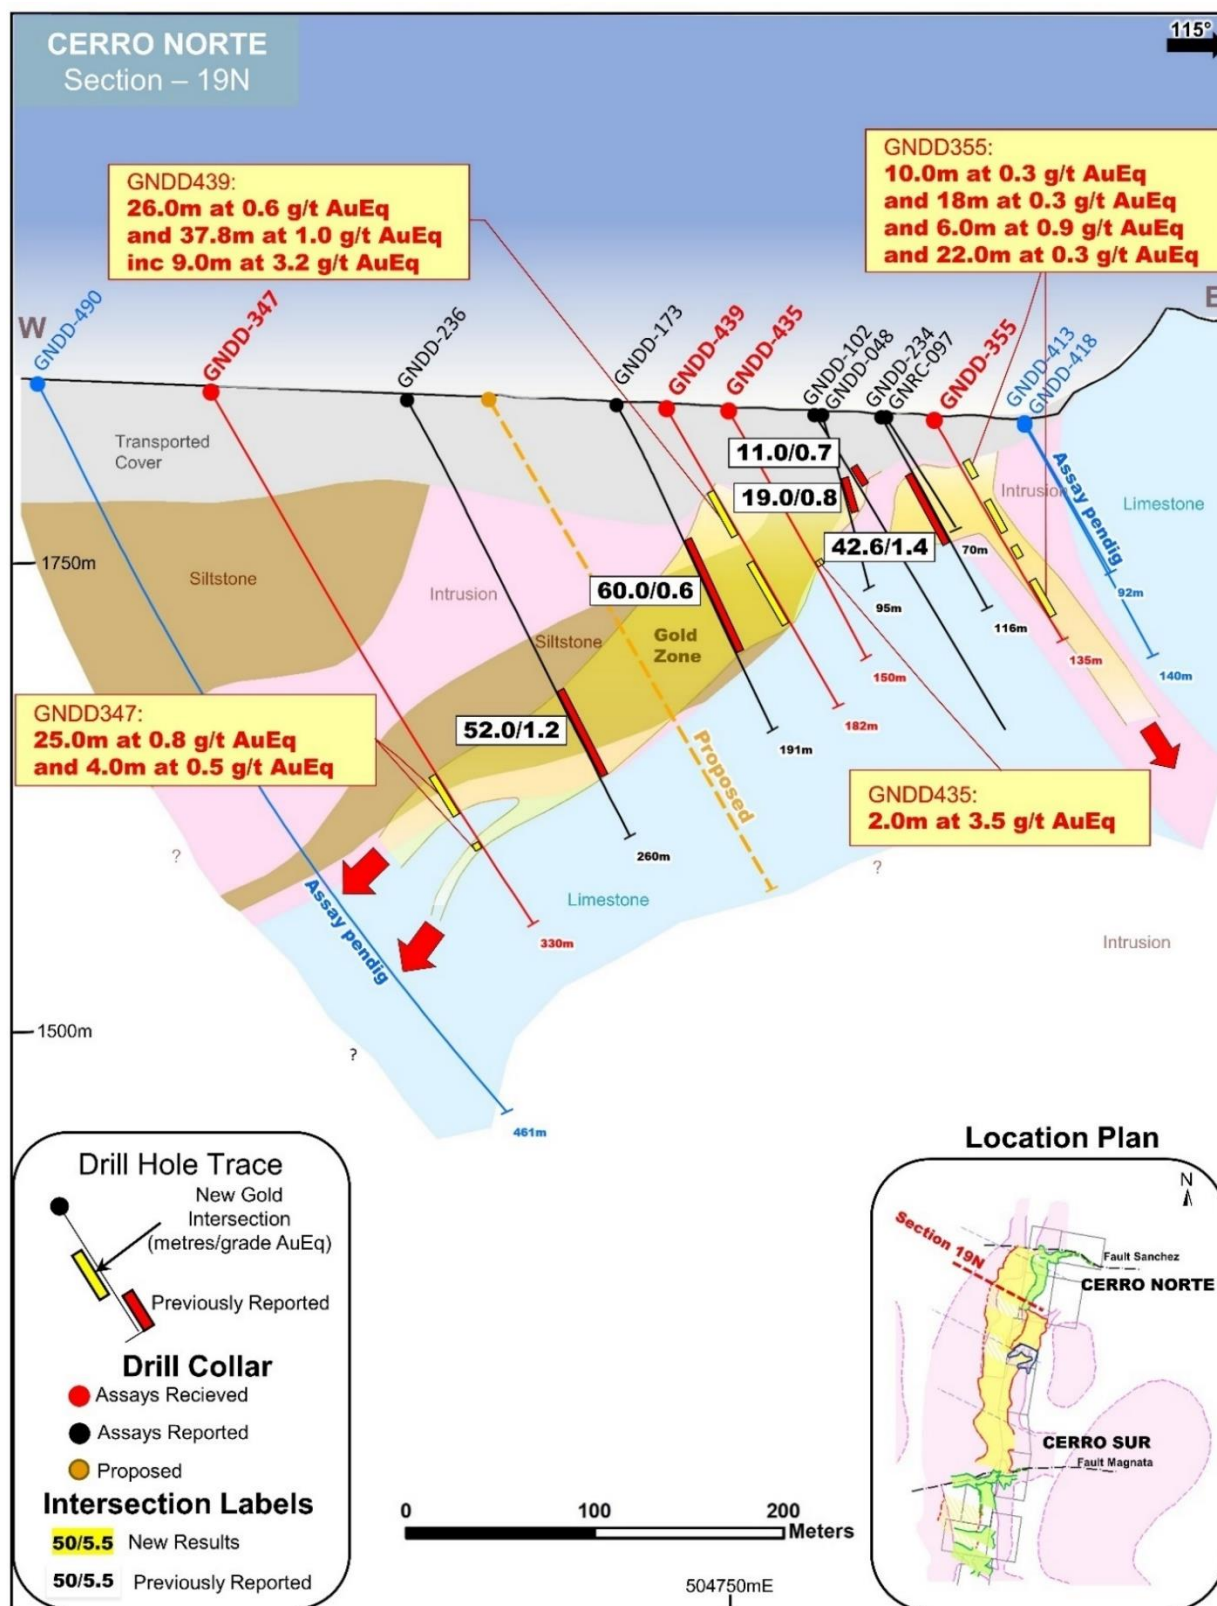 CERRO NORTE
Section – 19N
115°
GNDD439:
26.0m at 0.6 g/t AuEq
and 37.8m at 1.0 g/t AuEq
inc 9.0m at 3.2 g/t AuEq
GNDD355:
10.0m at 0.3 g/t AuEq
and 18m at 0.3 g/t AuEq
and 6.0m at 0.9 g/t AuEq
and 22.0m at 0.3 g/t AuEq
W
E
GNDD-490
GNDD-347
GNDD-236
GNDD-173
GNDD-439
GNDD-435
GNDD-102
GNDD-048
GNDD-234
GNRC-097
GNDD-355
GNDD-413
GNDD-418
Transported
Cover
11.0/0.7
19.0/0.8
42.6/1.4
Intrusion
Assay pendig
Limestone
1750m
Siltstone
Intrusion
60.0/0.6
Siltstone
Gold
Zone
70m
95m
92m
116m
135m
150m
140m
182m
191m
GNDD347:
25.0m at 0.8 g/t AuEq
and 4.0m at 0.5 g/t AuEq
52.0/1.2
Proposed
GNDD435:
2.0m at 3.5 g/t AuEq
?
260m
?
Assay pendig
Limestone
330m
Intrusion
1500m
?
461m
Drill Hole Trace
New Gold
Intersection
(metres/grade AuEq)
Previously Reported
Drill Collar
Assays Recieved
Assays Reported
Proposed
Intersection Labels
50/5.5 New Results
50/5.5 Previously Reported
0 100 200
Meters
504750mE
Location Plan
N
Section 19N
Fault Sanchez
CERRO NORTE
CERRO SUR
Fault Magnata